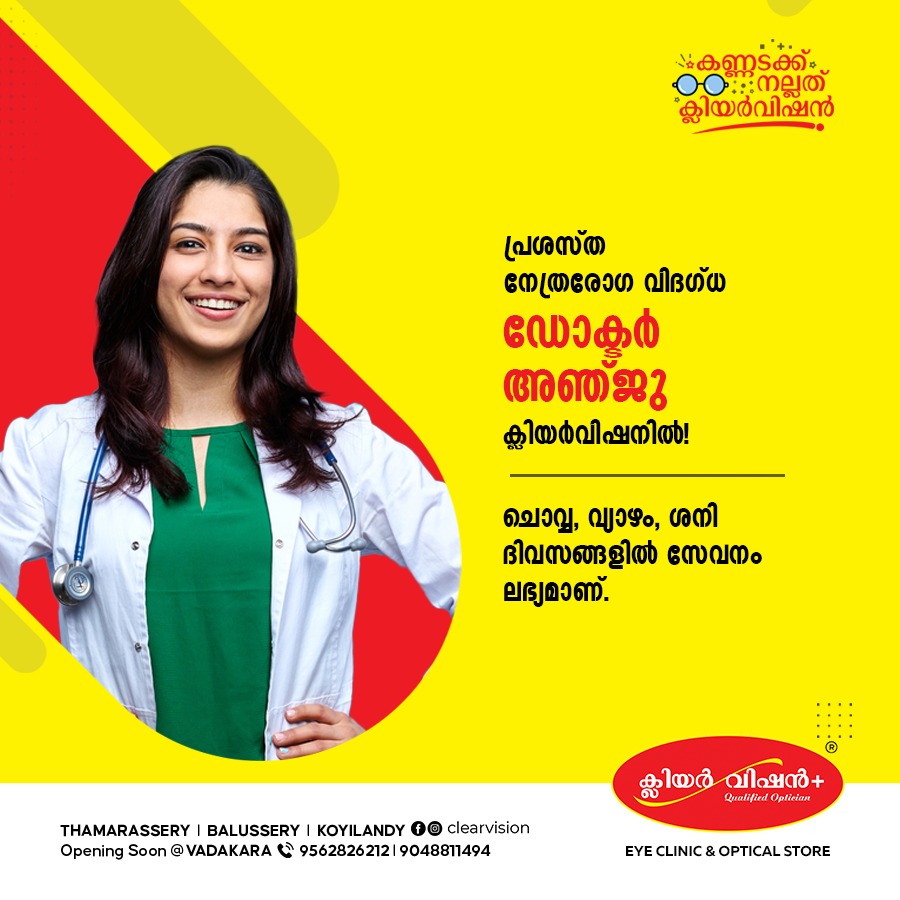 കണ്ണടക്ക്
നല്ലത്
ക്ലിയർവിഷൻ
പ്രശസ്ത
നേത്രരോഗ വിദഗ്ധ
ഡോക്ടർ
അഞ്ജു
ക്ലിയർവിഷനിൽ!
ചൊവ്വ, വ്യാഴം, ശനി
ദിവസങ്ങളിൽ സേവനം
ലഭ്യമാണ്.
ക്ലിയർ വിഷൻ+ ®
Qualified Optician
EYE CLINIC & OPTICAL STORE
THAMARASSERY | BALUSSERY | KOYILANDY clearvision
Opening Soon @ VADAKARA 9562826212 | 9048811494